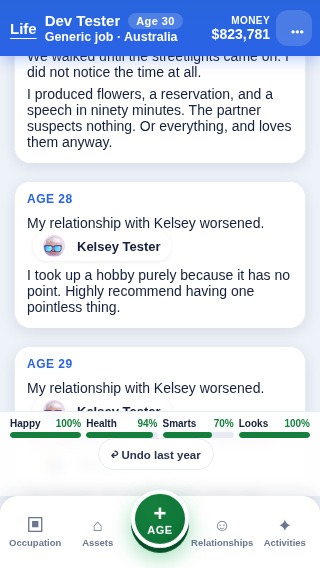 Life
Dev Tester Age 30
Generic job · Australia
MONEY
$823,781
...
We walked until the streetlights came on. I
did not notice the time at all.
I produced flowers, a reservation, and a
speech in ninety minutes. The partner
suspects nothing. Or everything, and loves
them anyway.
AGE 28
My relationship with Kelsey worsened.
Kelsey Tester
I took up a hobby purely because it has no
point. Highly recommend having one
pointless thing.
AGE 29
My relationship with Kelsey worsened.
Kelsey Tester
Happy 100% Health 94% Smarts 70% Looks 100%
Undo last year
+
AGE
Occupation Assets Relationships Activities